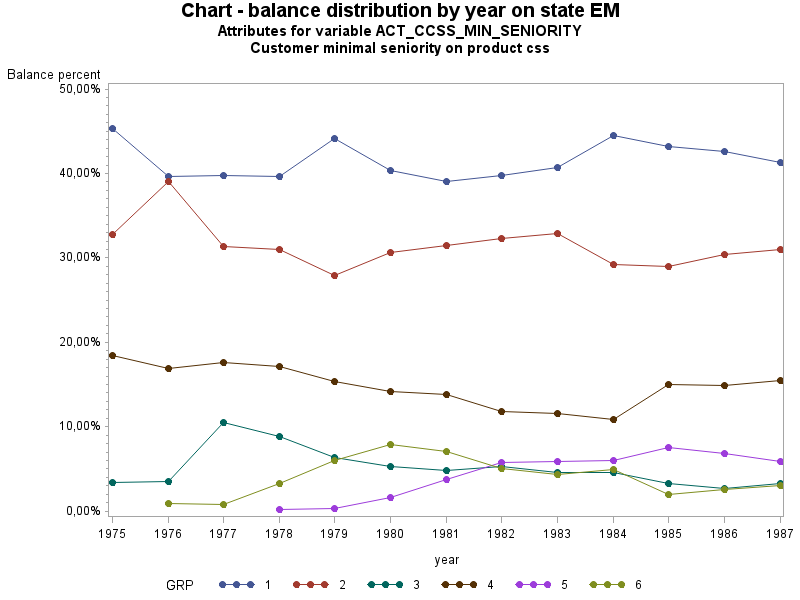 Chart - balance distribution by year on state EM
Attributes for variable ACT_CCSS_MIN_SENIORITY
Customer minimal seniority on product css
Balance percent
50,00%
40,00%
30,00%
20,00%
10,00%
0,00%
1975 1976 1977 1978 1979 1980 1981 1982 1983 1984 1985 1986 1987
year
GRP 1 2 3 4 5 6